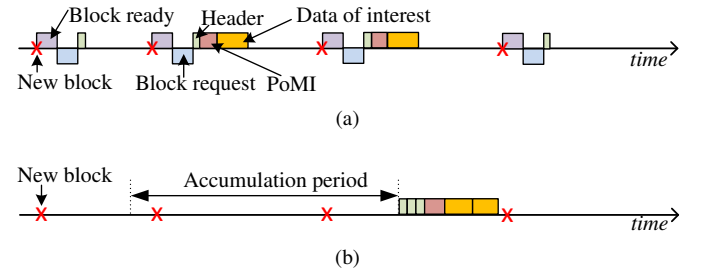 Block ready
Header
Data of interest
New block
Block request
PoMI
time
(a)
New block
Accumulation period
time
(b)